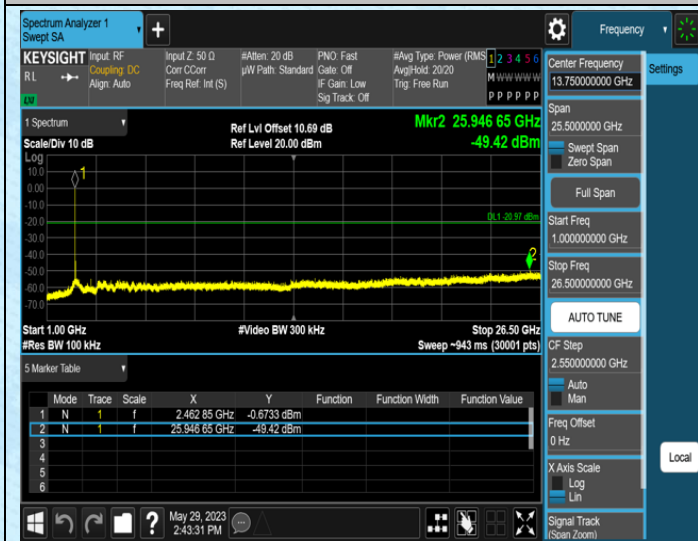 Spectrum Analyzer 1
Swept SA
+
Frequency
KEYSIGHT
Input: RF
Coupling: DC
Align: Auto
R L
LXI
Input Z: 50 Ω
Corr CCorr
Freq Ref: Int (S)
#Atten: 20 dB
µW Path: Standard
PNO: Fast
Gate: Off
IF Gain: Low
Sig Track: Off
#Avg Type: Power (RMS
Avg|Hold: 20/20
Trig: Free Run
1 2 3 4 5 6
M W W W W W
P P P P P P
Center Frequency
13.750000000 GHz
Settings
Span
25.5000000 GHz
Swept Span
Zero Span
Full Span
Start Freq
1.000000000 GHz
Stop Freq
26.500000000 GHz
AUTO TUNE
CF Step
2.550000000 GHz
Auto
Man
Freq Offset
0 Hz
X Axis Scale
Log
Lin
Signal Track
(Span Zoom)
Local
1 Spectrum
Scale/Div 10 dB
Ref Lvl Offset 10.69 dB
Ref Level 20.00 dBm
Mkr2 25.946 65 GHz
-49.42 dBm
Log
10.0
0.00
-10.0
-20.0
-30.0
-40.0
-50.0
-60.0
-70.0
1
DL1 -20.97 dBm
2
Start 1.00 GHz
#Res BW 100 kHz
#Video BW 300 kHz
Stop 26.50 GHz
Sweep ~943 ms (30001 pts)
5 Marker Table
Mode Trace Scale X Y Function Function Width Function Value
1 N 1 f 2.462 85 GHz -0.6733 dBm
2 N 1 f 25.946 65 GHz -49.42 dBm
3
4
5
6
?
May 29, 2023
2:43:31 PM